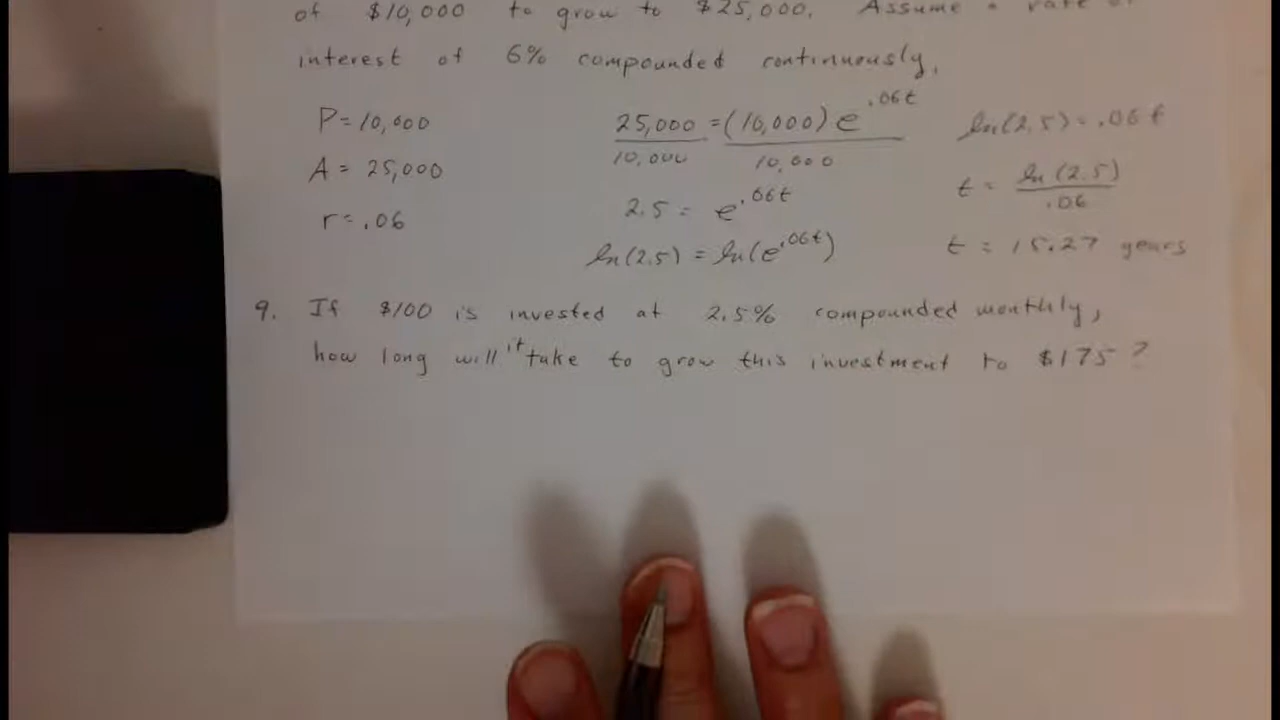 of $10,000 to grow to $25,000. Assume a rate of
interest of 6% compounded continuously.
P = 10,000
A = 25,000
r = .06
25,000 = (10,000) e^.06t
10,000 10,000
2.5 = e^.06t
ln(2.5) = ln(e^.06t)
ln(2.5) = .06t
t = ln(2.5)
.06
t = 15.27 years
9. If $100 is invested at 2.5% compounded monthly,
how long will it take to grow this investment to $175?